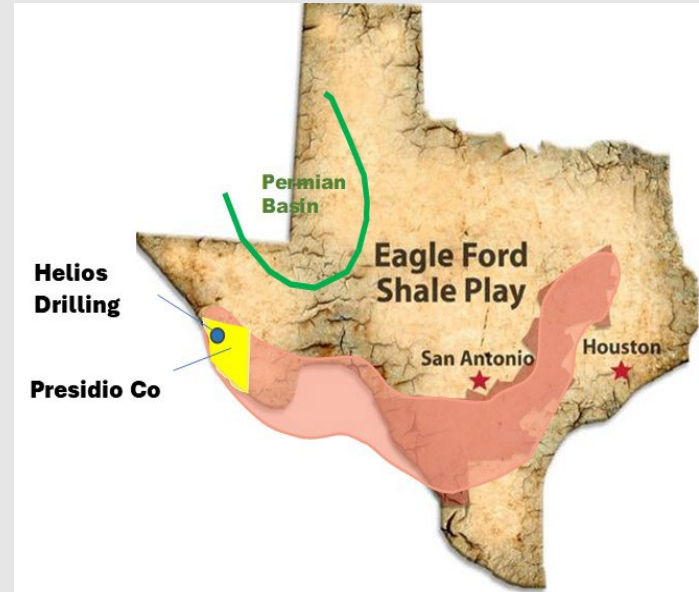 Permian
Basin
Eagle Ford
Shale Play
Helios
Drilling
San Antonio
Houston
Presidio Co